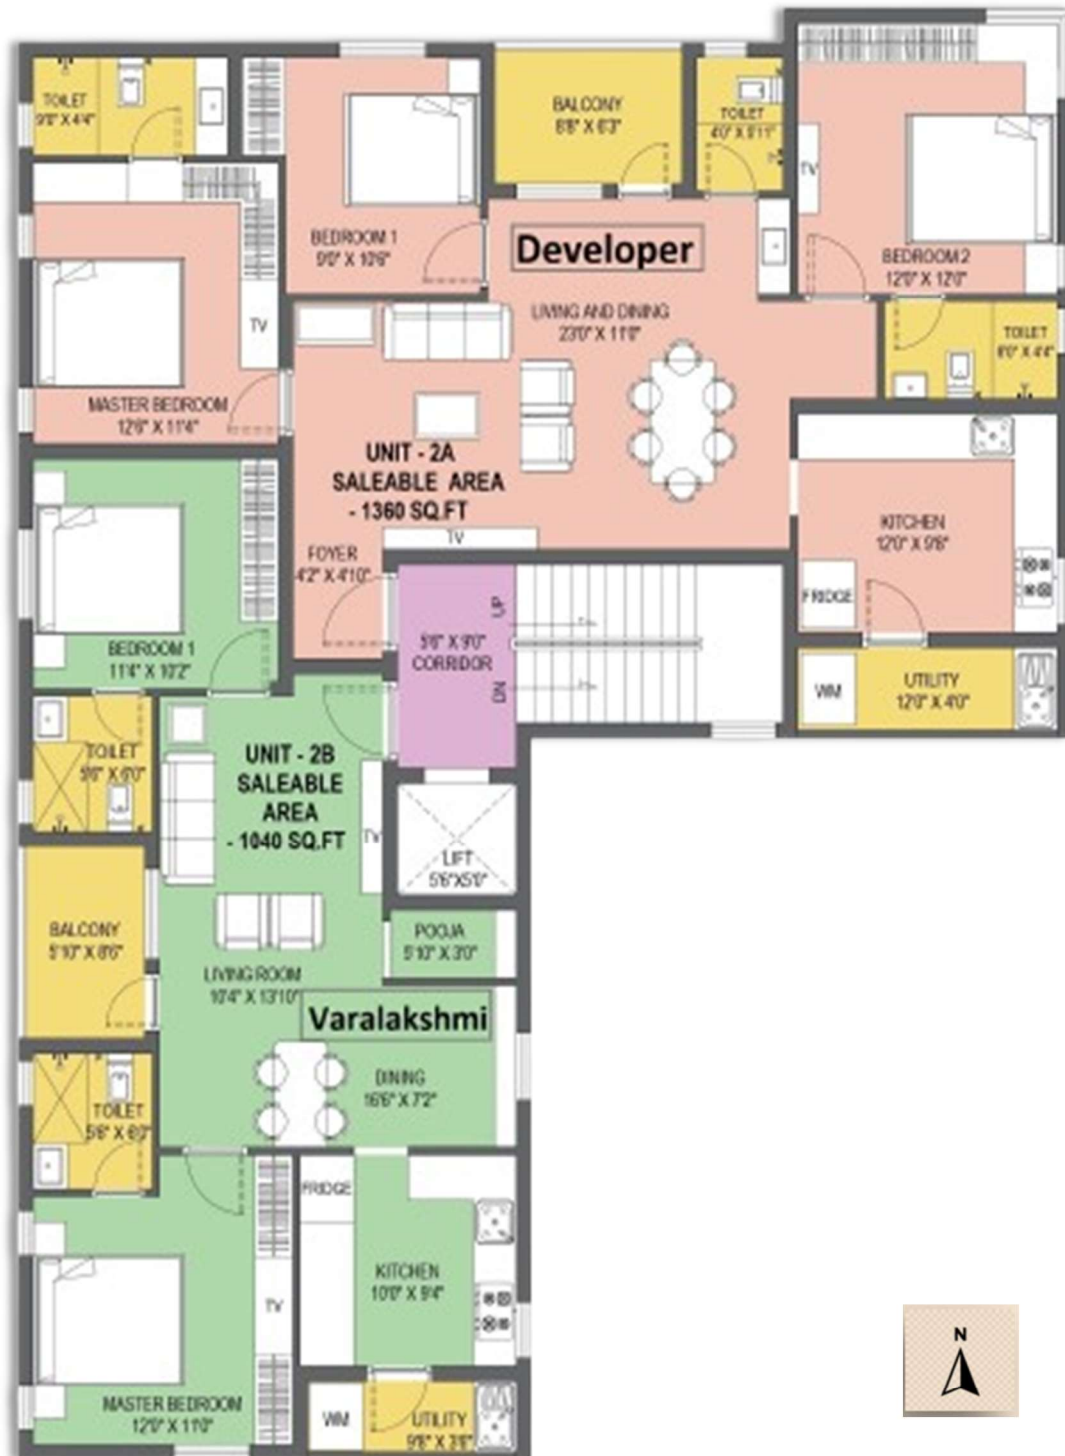 TOILET
9'0" X 4'4"
BALCONY
8'8" X 6'3"
TOILET
4'0" X 5'11"
TV
BEDROOM 1
9'0" X 10'6"
Developer
BEDROOM 2
12'0" X 12'0"
TV
LIVING AND DINING
23'0" X 11'0"
TOILET
8'0" X 4'4"
MASTER BEDROOM
12'6" X 11'4"
UNIT - 2A
SALEABLE AREA
- 1360 SQ.FT
KITCHEN
12'0" X 9'8"
TV
FOYER
4'2" X 4'10"
FRIDGE
UP
5'6" X 9'0"
CORRIDOR
DN
BEDROOM 1
11'4" X 10'2"
WM
UTILITY
12'0" X 4'0"
TOILET
5'6" X 6'0"
UNIT - 2B
SALEABLE
AREA
- 1040 SQ.FT
TV
LIFT
5'6"X5'0"
BALCONY
5'10" X 8'6"
POOJA
5'10" X 3'0"
LIVING ROOM
10'4" X 13'10"
Varalakshmi
DINING
16'6" X 7'2"
TOILET
5'6" X 6'0"
FRIDGE
KITCHEN
10'0" X 9'4"
TV
MASTER BEDROOM
12'0" X 11'0"
WM
UTILITY
9'8" X 3'6"
N